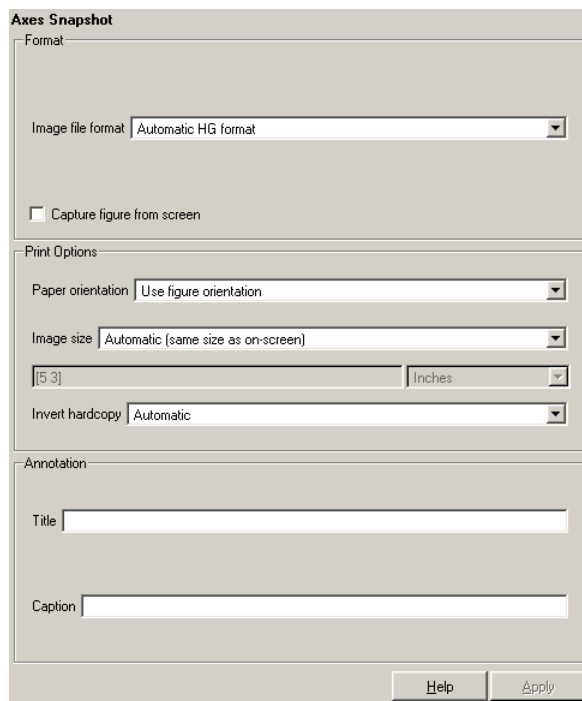 Axes Snapshot
Format
Image file format Automatic HG format
Capture figure from screen
Print Options
Paper orientation Use figure orientation
Image size Automatic (same size as on-screen)
[5 3] Inches
Invert hardcopy Automatic
Annotation
Title
Caption
Help Apply